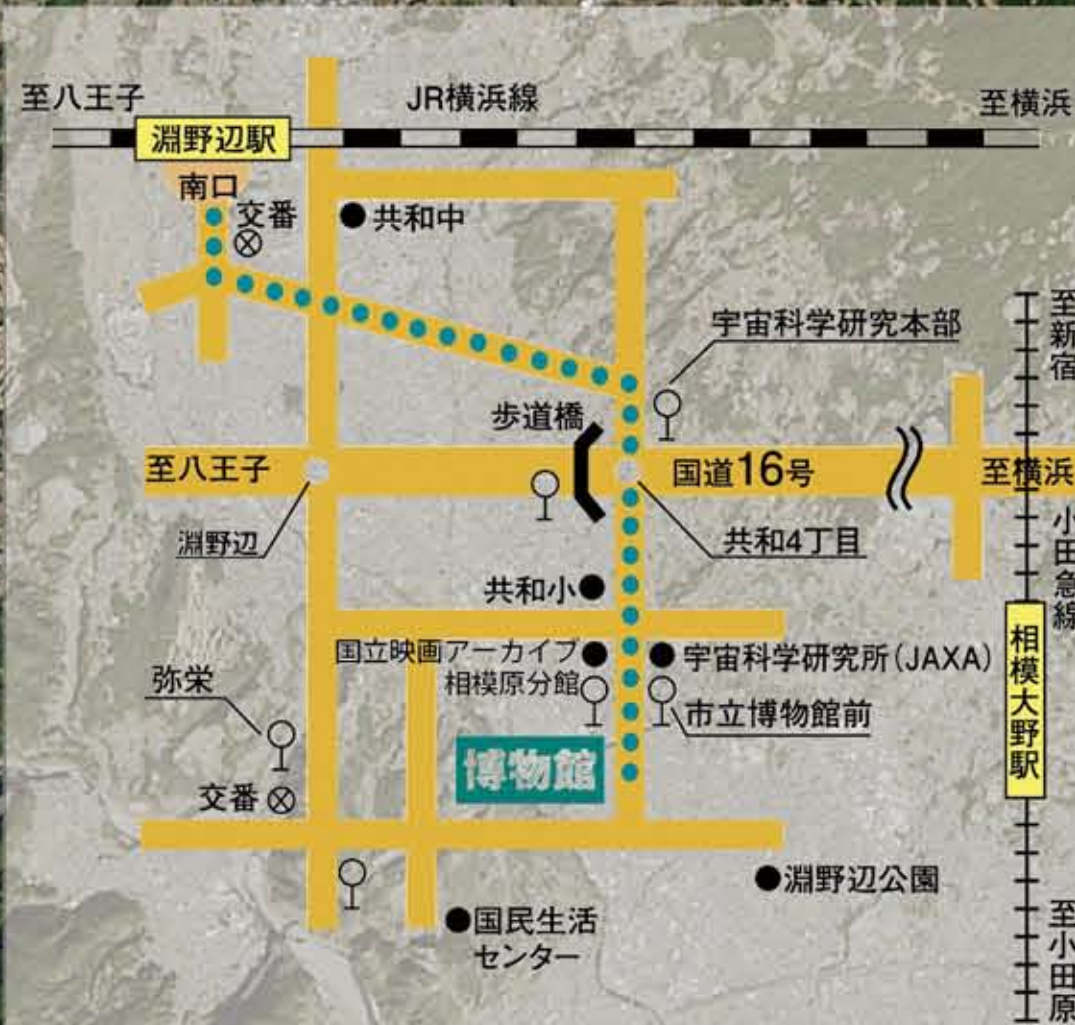 至八王子
JR横浜線
至横浜
淵野辺駅
南口
交番
共和中
宇宙科学研究本部
至新宿
歩道橋
至八王子
国道16号
至横浜
淵野辺
共和4丁目
小田急線
共和小
国立映画アーカイブ
相模原分館
宇宙科学研究所(JAXA)
弥栄
市立博物館前
相模大野駅
博物館
交番
淵野辺公園
国民生活
センター
至小田原